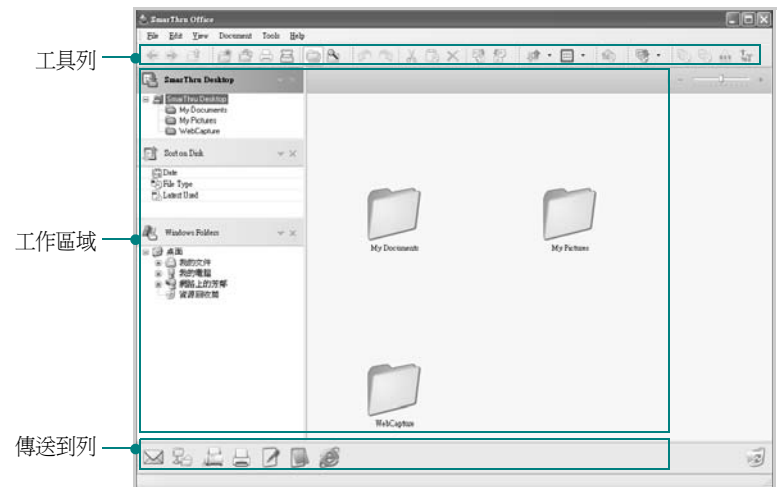 SmarThru Office
File Edit View Document Tools Help
工具列
SmarThru Desktop
SmarThru Desktop
My Documents
My Pictures
WebCapture
Sort on Disk
Date
File Type
Latest Used
工作區域
Windows Folders
桌面
我的文件
我的電腦
網路上的芳鄰
資源回收筒
My Documents
My Pictures
WebCapture
傳送到列